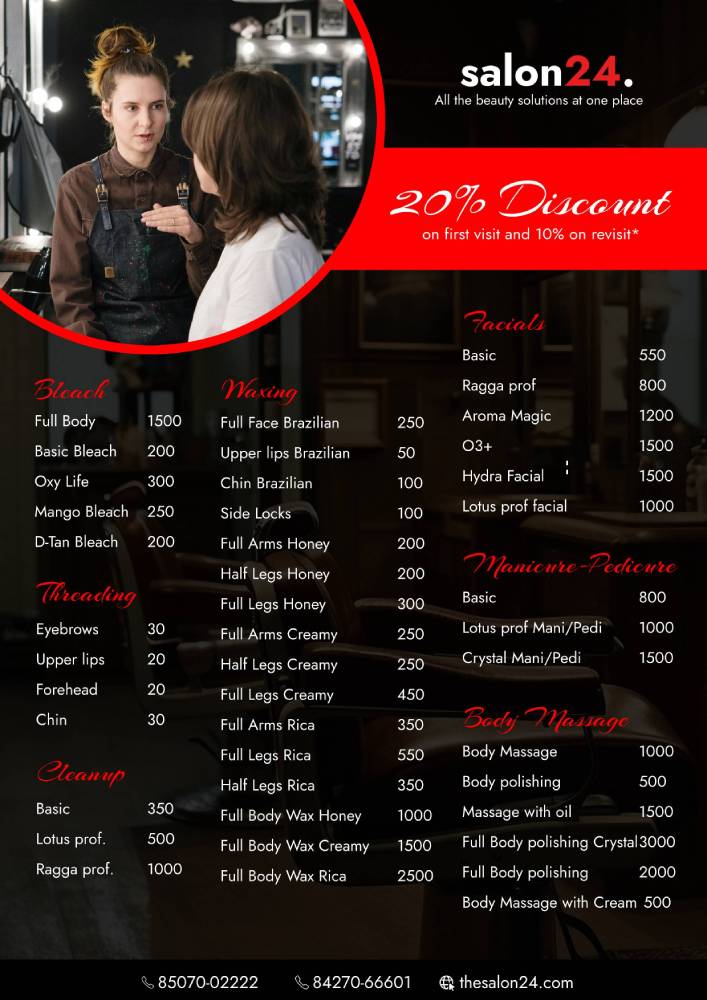 salon24.
All the beauty solutions at one place
20% Discount
on first visit and 10% on revisit*
Bleach
Full Body 1500
Basic Bleach 200
Oxy Life 300
Mango Bleach 250
D-Tan Bleach 200
Threading
Eyebrows 30
Upper lips 20
Forehead 20
Chin 30
Cleanup
Basic 350
Lotus prof. 500
Ragga prof. 1000
Waxing
Full Face Brazilian 250
Upper lips Brazilian 50
Chin Brazilian 100
Side Locks 100
Full Arms Honey 200
Half Legs Honey 200
Full Legs Honey 300
Full Arms Creamy 250
Half Legs Creamy 250
Full Legs Creamy 450
Full Arms Rica 350
Full Legs Rica 550
Half Legs Rica 350
Full Body Wax Honey 1000
Full Body Wax Creamy 1500
Full Body Wax Rica 2500
Facials
Basic 550
Ragga prof 800
Aroma Magic 1200
O3+ 1500
Hydra Facial 1500
Lotus prof facial 1000
Manicure-Pedicure
Basic 800
Lotus prof Mani/Pedi 1000
Crystal Mani/Pedi 1500
Body Massage
Body Massage 1000
Body polishing 500
Massage with oil 1500
Full Body polishing Crystal 3000
Full Body polishing 2000
Body Massage with Cream 500
85070-02222 84270-66601 thesalon24.com